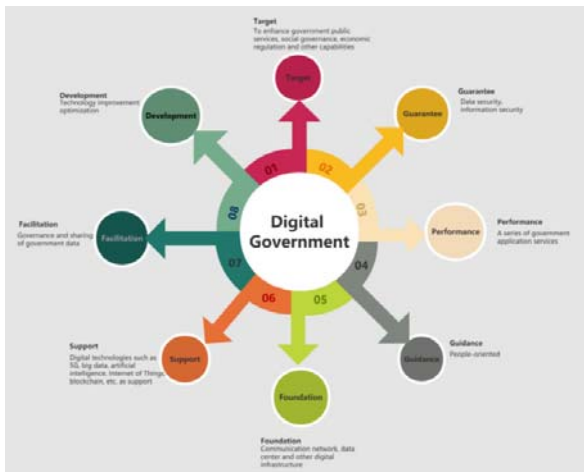 Target
To enhance government public
services, social governance, economic
regulation and other capabilities
Target
Guarantee
Data security,
information security
Guarantee
Performance
A series of government
application services
Performance
Guidance
People-oriented
Guidance
Foundation
Foundation
Communication network, data
center and other digital
infrastructure
Support
Digital technologies such as
5G, big data, artificial
intelligence, Internet of Things,
blockchain, etc. as support
Support
Facilitation
Governance and sharing
of government data
Facilitation
Development
Technology improvement
optimization
Development
01
02
03
04
05
06
07
08
Digital
Government